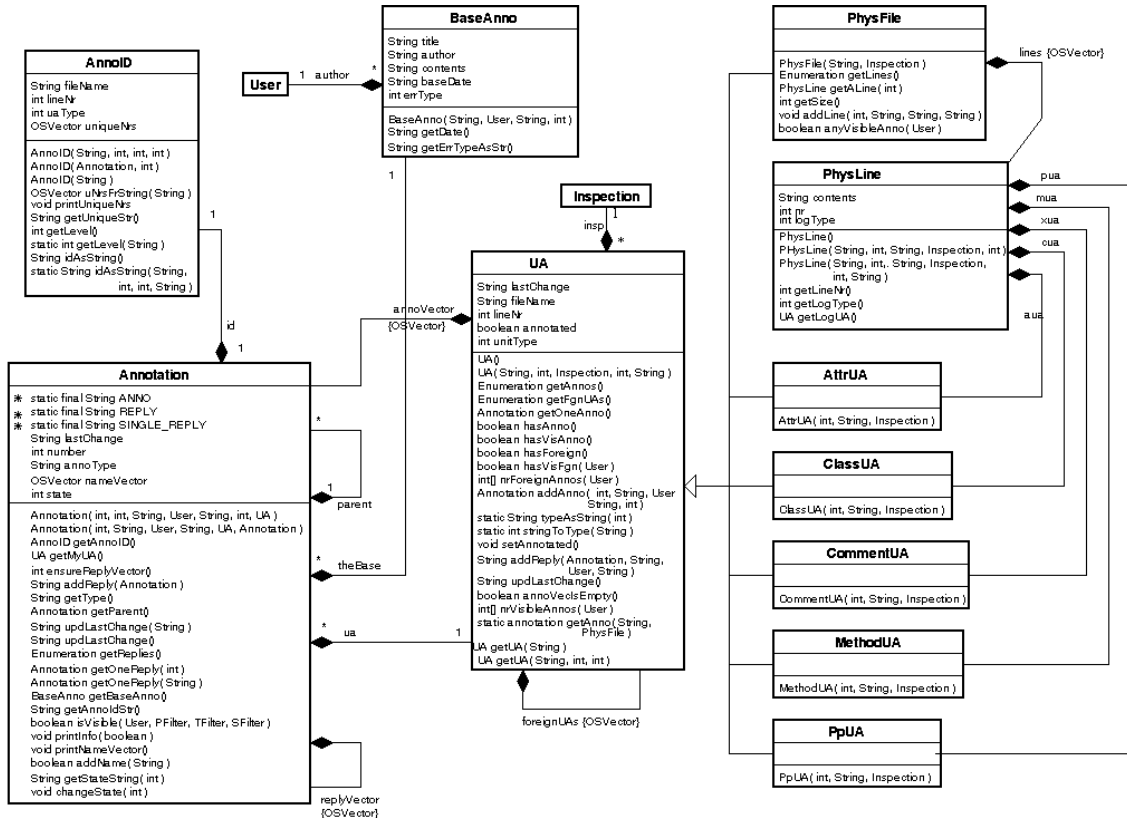 AnnoID
String fileName
int lineNr
int uaType
OSVector uniqueNrs
AnnoID( String, int, int, int )
AnnoID( Annotation, int )
AnnoID( String )
OSVector uNrsFrString( String )
void printUniqueNrs
String getUniqueStr()
int getLevel()
static int getLevel( String )
String idAsString()
static String idAsString( String,
int, int, String )
1
id
1
User
1 author *
BaseAnno
String title
String author
String contents
String baseDate
int errType
BaseAnno( String, User, String, int )
String getDate()
String getErrTypeAsStr()
1
Inspection
1
insp
*
UA
String lastChange
String fileName
int lineNr
boolean annotated
int unitType
UA()
UA( String, int, Inspection, int, String )
Enumeration getAnnos()
Enumeration getFgnUAs()
Annotation getOneAnno()
boolean hasAnno()
boolean hasVisAnno()
boolean hasForeign()
boolean hasVisFgn( User )
int[] nrForeignAnnos( User )
Annotation addAnno( int, String, User
String, int )
static String typeAsString( int )
static int stringToType( String )
void setAnnotated()
String addReply( Annotation, String,
User, String )
String updLastChange()
boolean annoVecIsEmpty()
int[] nrVisibleAnnos( User )
static annotation getAnno( String,
PhysFile )
UA getUA( String )
UA getUA( String, int, int )
annoVector
{OSVector}
foreignUAs {OSVector}
Annotation
* static final String ANNO
* static final String REPLY
* static final String SINGLE_REPLY
String lastChange
int number
String annoType
OSVector nameVector
int state
Annotation( int, int, String, User, String, int, UA )
Annotation( int, String, User, String, UA, Annotation )
AnnoID getAnnoID()
UA getMyUA()
int ensureReplyVector()
String addReply( Annotation )
String getType()
Annotation getParent()
String updLastChange( String )
String updLastChange()
Enumeration getReplies()
Annotation getOneReply( int )
Annotation getOneReply( String )
BaseAnno getBaseAnno()
String getAnnoIdStr()
boolean isVisible( User, PFilter, TFilter, SFilter )
void printInfo( boolean )
void printNameVector()
boolean addName( String )
String getStateString( int )
void changeState( int )
*
1
parent
*
theBase
* ua 1
replyVector
{OSVector}
PhysFile
PhysFile( String, Inspection )
Enumeration getLines()
PhysLine getALine( int )
int getSize()
void addLine( int, String, String, String )
boolean anyVisibleAnno( User )
lines {OSVector}
PhysLine
String contents
int nr
int logType
PhysLine()
PHysLine( String, int, String, Inspection, int )
PhysLine( String, int,. String, Inspection,
int, String )
int getLineNr()
int getLogType()
UA getLogUA()
pua
mua
xua
cua
aua
AttrUA
AttrUA( int, String, Inspection )
ClassUA
ClassUA( int, String, Inspection )
CommentUA
CommentUA( int, String, Inspection )
MethodUA
MethodUA( int, String, Inspection )
PpUA
PpUA( int, String, Inspection )